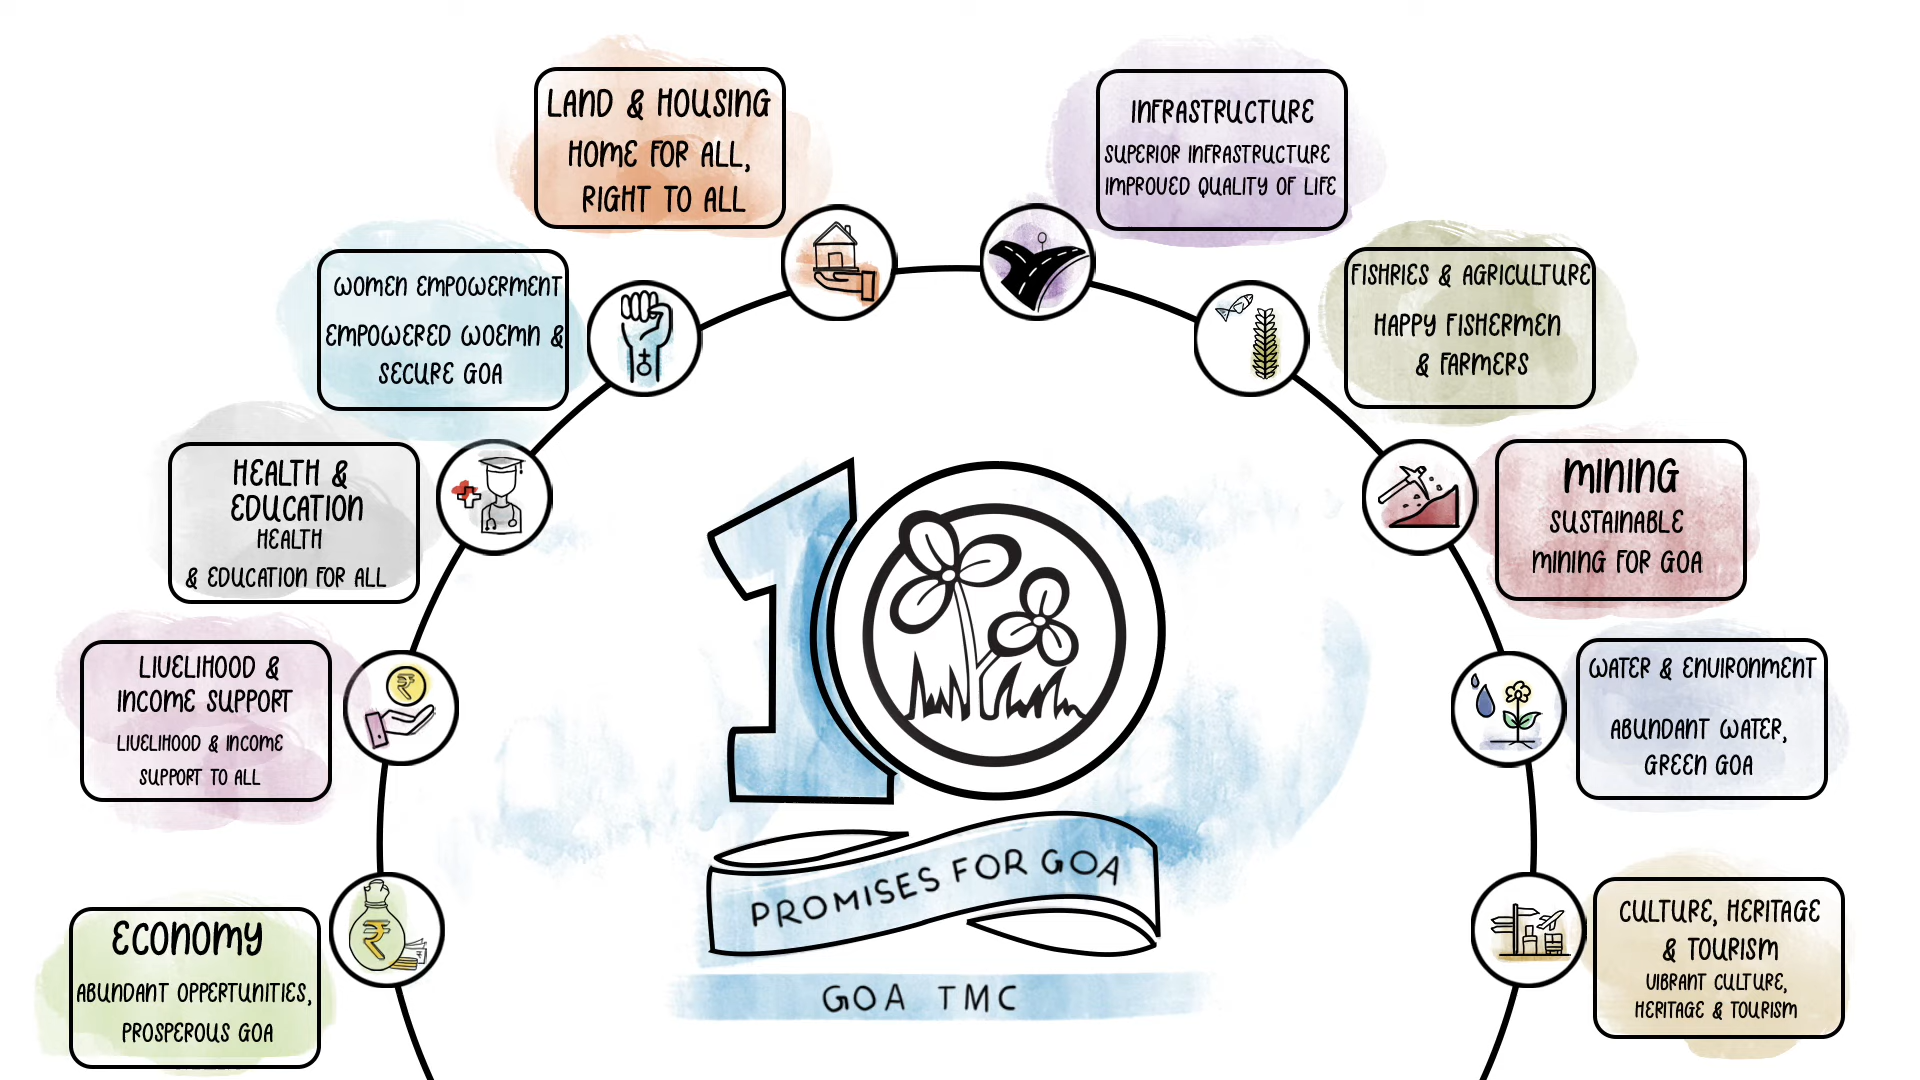 LAND & HOUSING
HOME FOR ALL,
RIGHT TO ALL
INFRASTRUCTURE
SUPERIOR INFRASTRUCTURE
IMPROVED QUALITY OF LIFE
WOMEN EMPOWERMENT
EMPOWERED WOEMN &
SECURE GOA
FISHRIES & AGRICULTURE
HAPPY FISHERMEN
& FARMERS
HEALTH &
EDUCATION
HEALTH
& EDUCATION FOR ALL
MINING
SUSTAINABLE
MINING FOR GOA
LIVELIHOOD &
INCOME SUPPORT
LIVELIHOOD & INCOME
SUPPORT TO ALL
WATER & ENVIRONMENT
ABUNDANT WATER,
GREEN GOA
ECONOMY
ABUNDANT OPPERTUNITIES,
PROSPEROUS GOA
CULTURE, HERITAGE
& TOURISM
VIBRANT CULTURE,
HERITAGE & TOURISM
10
PROMISES FOR GOA
GOA TMC
₹
₹